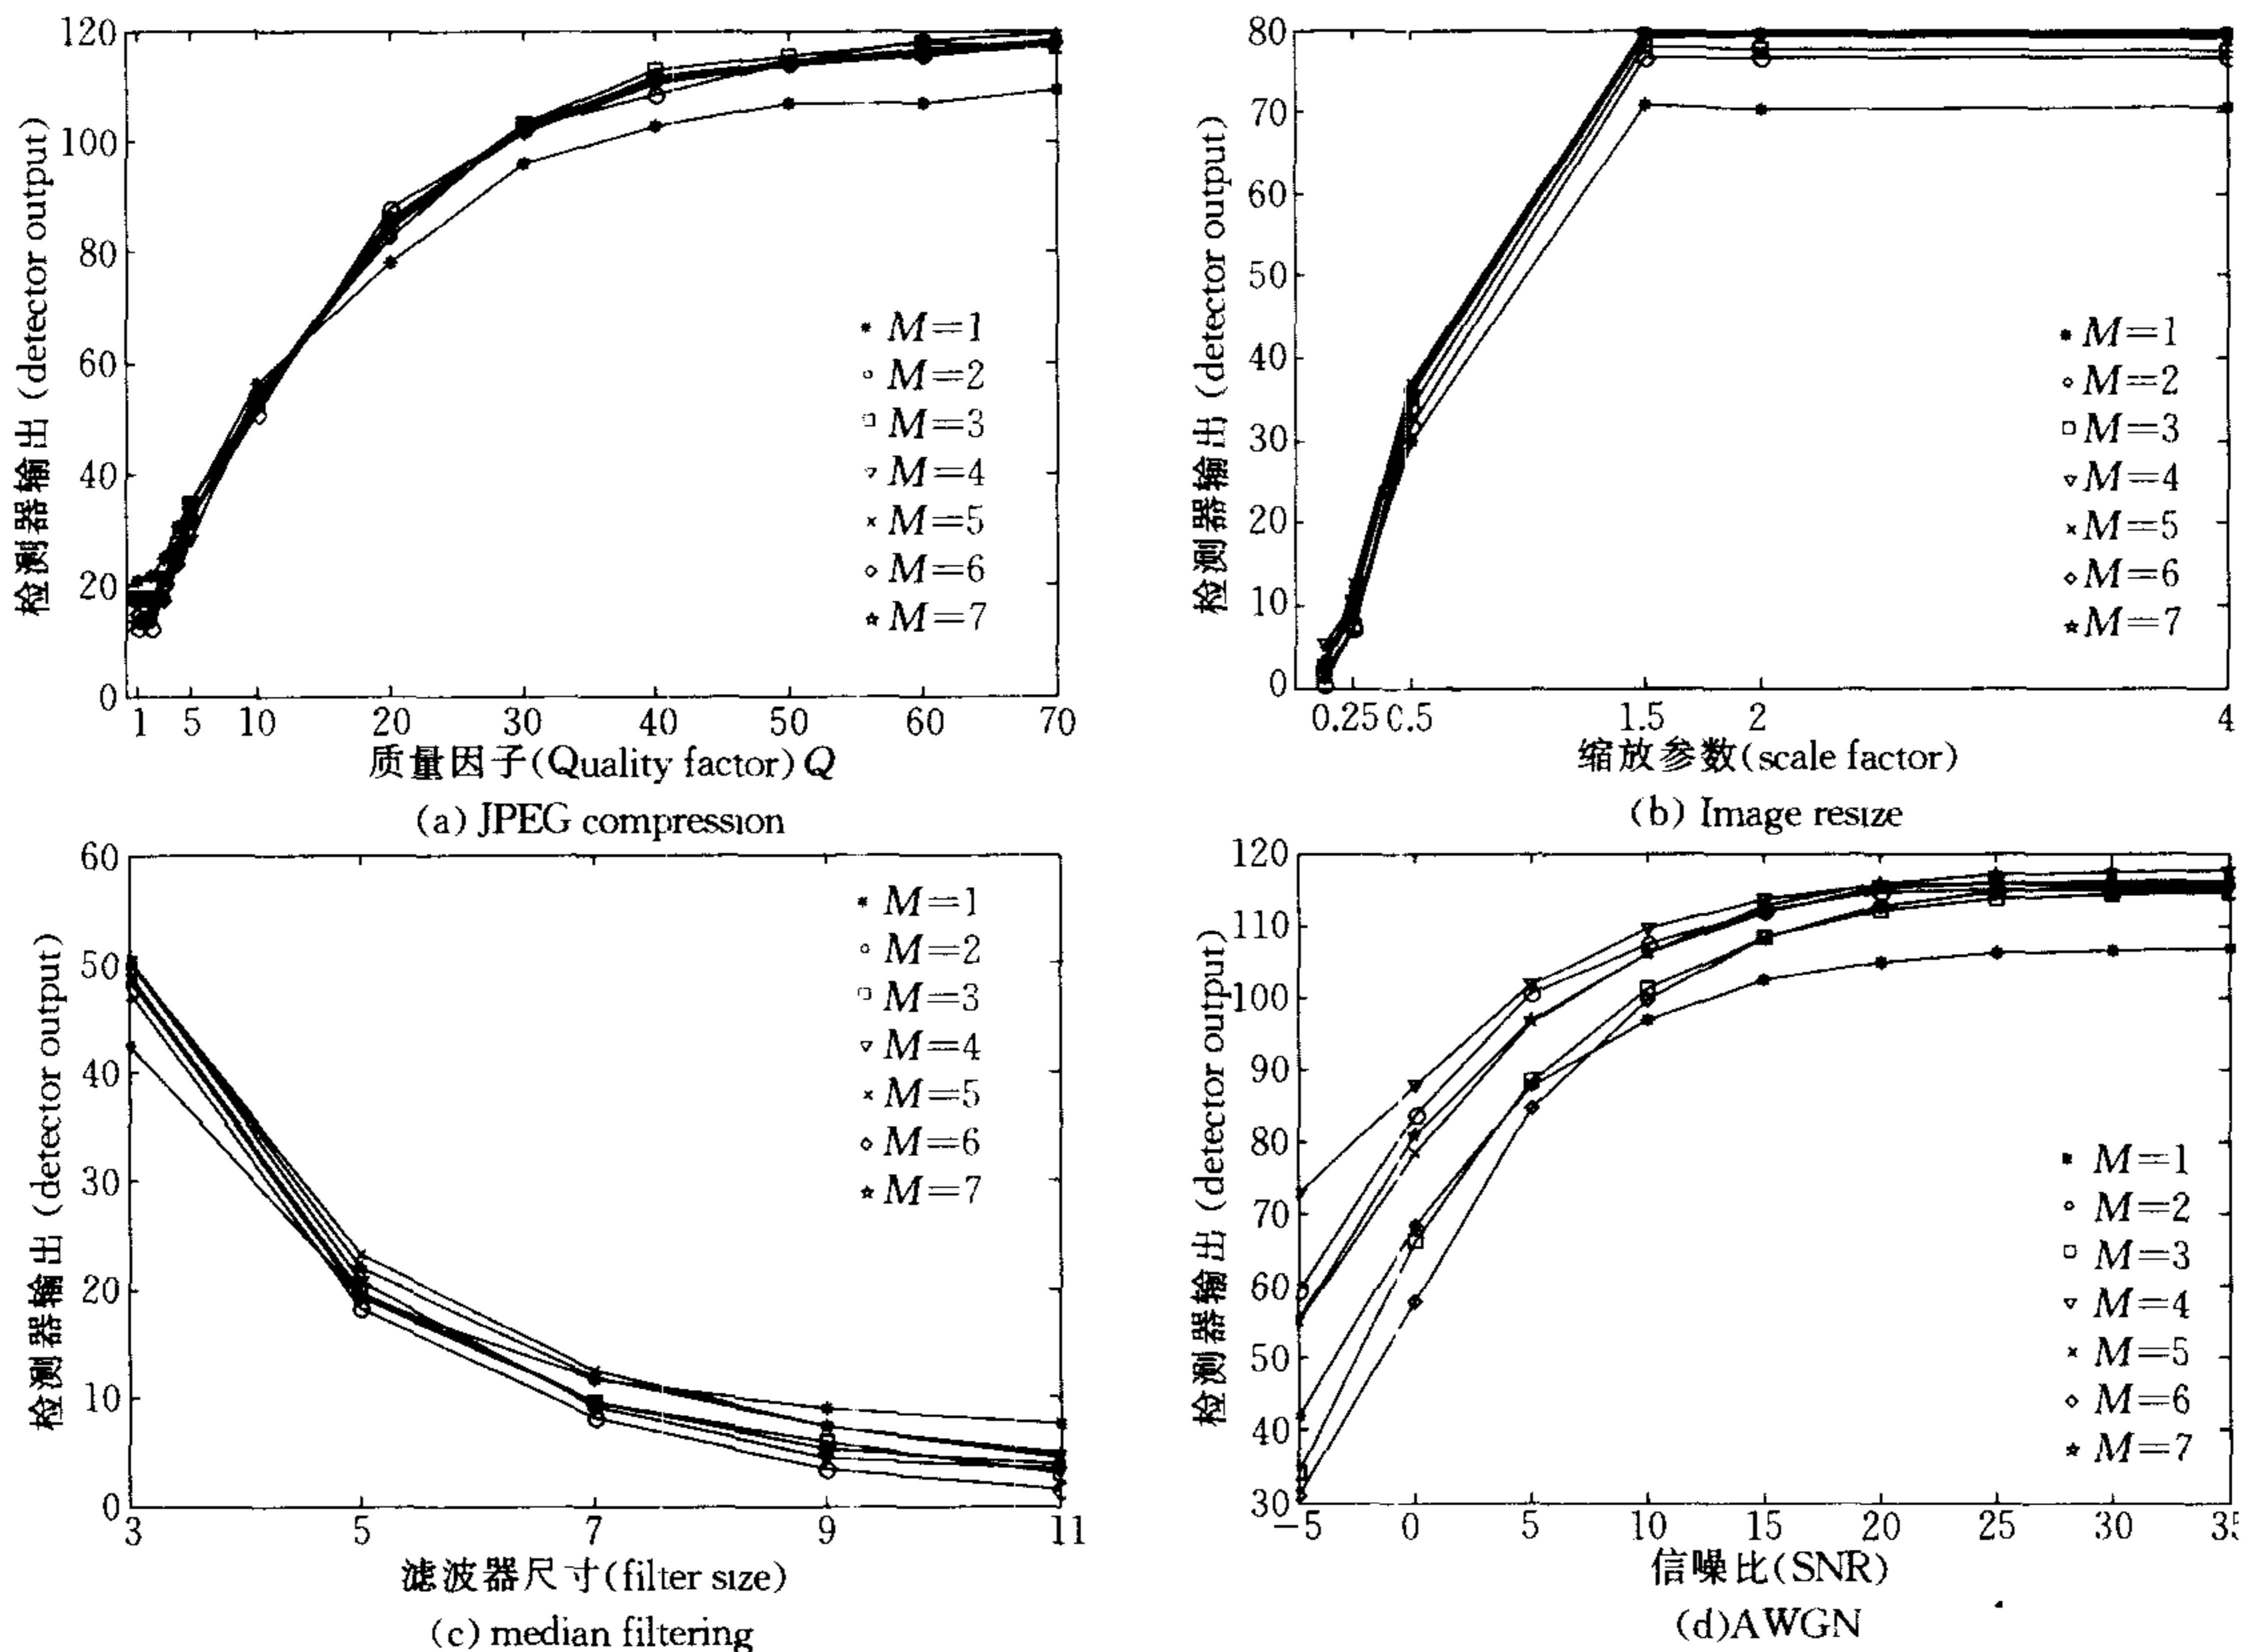 120
100
80
60
40
20
0
检测器输出 (detector output)
* M=1
○ M=2
□ M=3
▽ M=4
× M=5
◇ M=6
☆ M=7
1 5 10 20 30 40 50 60 70
质量因子(Quality factor) Q
(a) JPEG compression
80
70
60
50
40
30
20
10
0
检测器输出 (detector output)
* M=1
○ M=2
□ M=3
▽ M=4
× M=5
◇ M=6
☆ M=7
0.25 0.5 1.5 2 4
缩放参数(scale factor)
(b) Image resize
60
50
40
30
20
10
0
检测器输出 (detector output)
* M=1
○ M=2
□ M=3
▽ M=4
× M=5
◇ M=6
☆ M=7
3 5 7 9 11
滤波器尺寸(filter size)
(c) median filtering
120
110
100
90
80
70
60
50
40
30
检测器输出 (detector output)
* M=1
○ M=2
□ M=3
▽ M=4
× M=5
◇ M=6
☆ M=7
−5 0 5 10 15 20 25 30 35
信噪比(SNR)
(d)AWGN